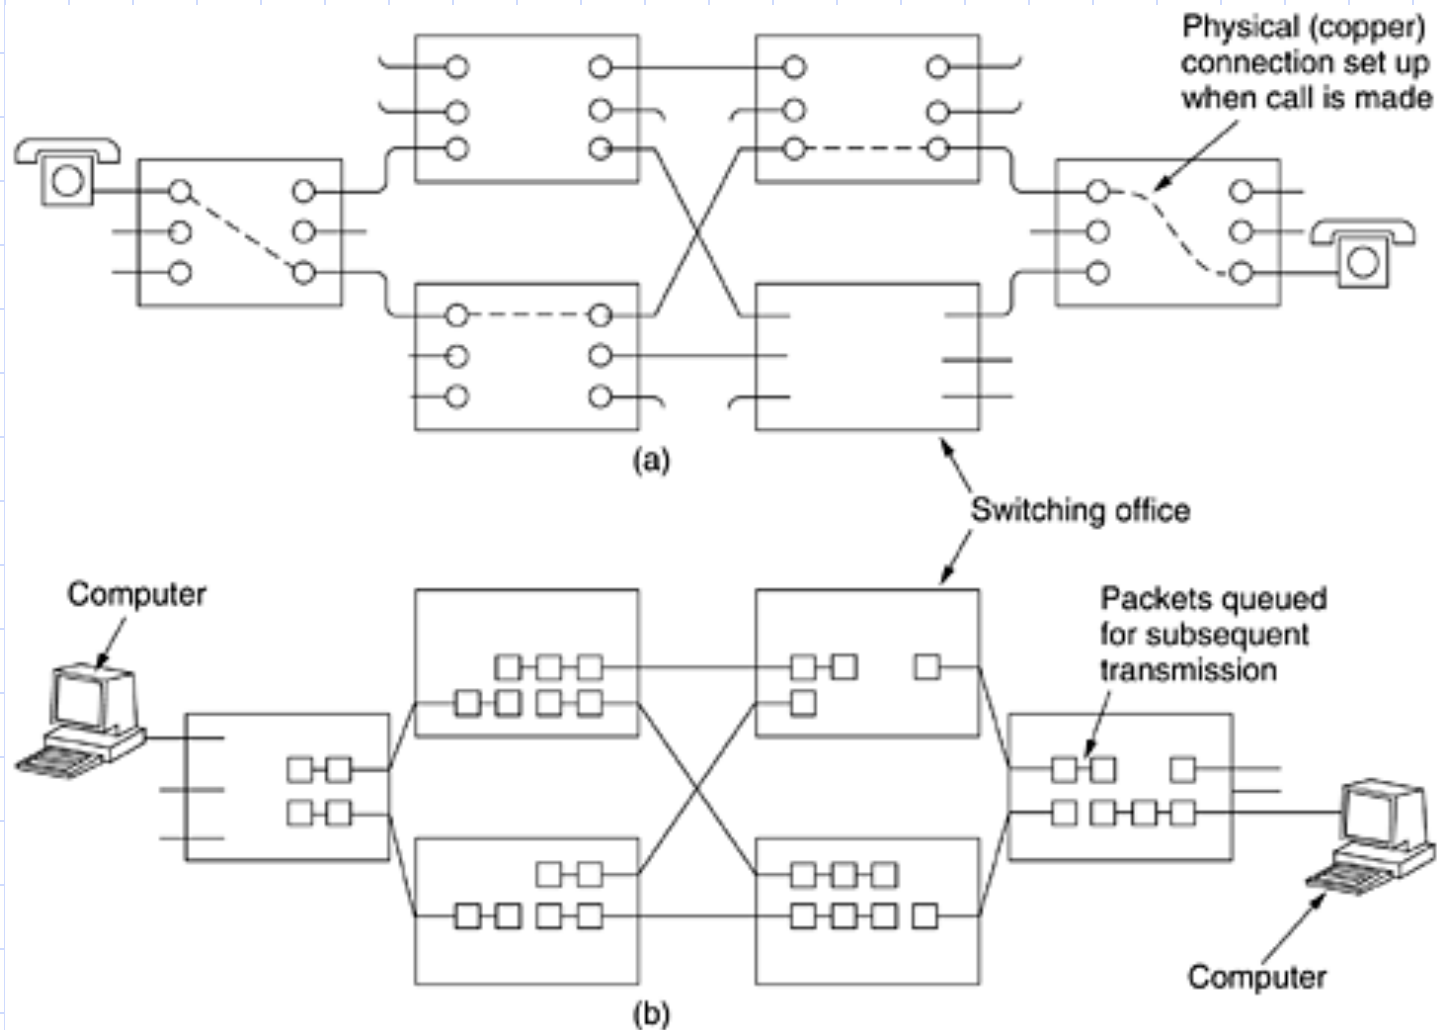 Physical (copper)
connection set up
when call is made
(a)
Switching office
Computer
Packets queued
for subsequent
transmission
Computer
(b)